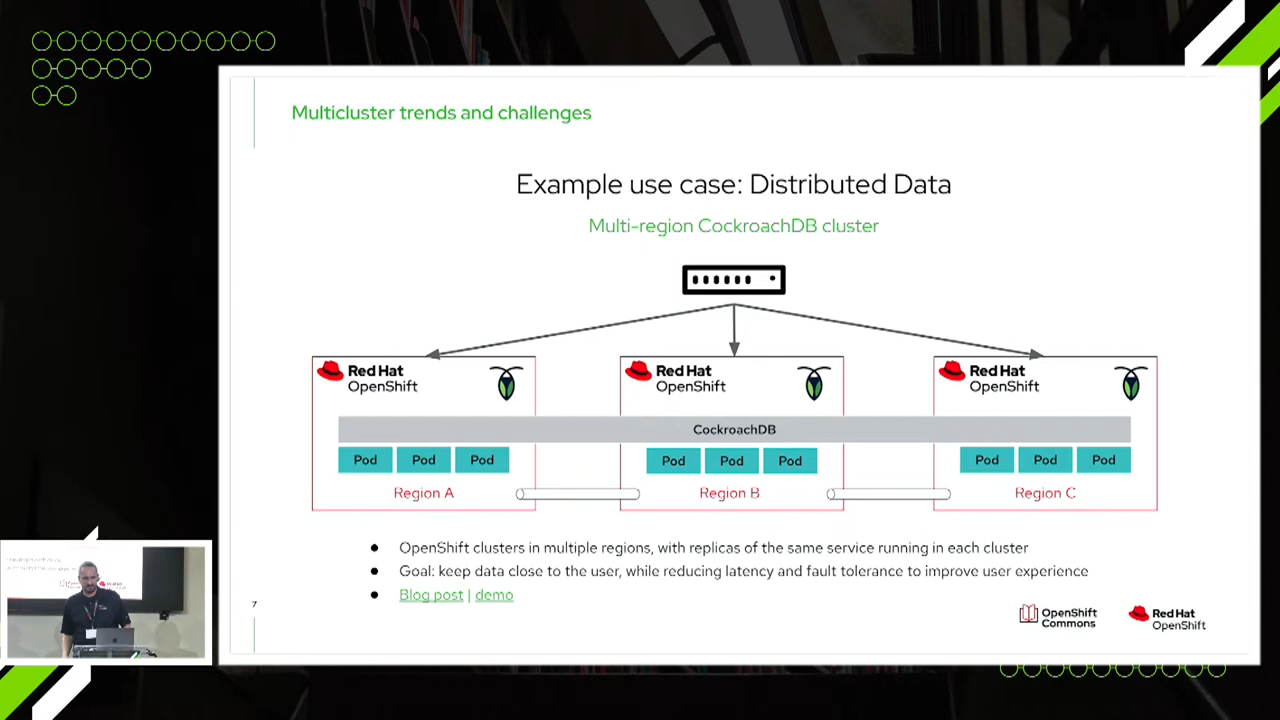 Multicluster trends and challenges
Example use case: Distributed Data
Multi-region CockroachDB cluster
Red Hat
OpenShift
Red Hat
OpenShift
Red Hat
OpenShift
CockroachDB
Pod Pod Pod
Pod Pod Pod
Pod Pod Pod
Region A
Region B
Region C
● OpenShift clusters in multiple regions, with replicas of the same service running in each cluster
● Goal: keep data close to the user, while reducing latency and fault tolerance to improve user experience
● Blog post | demo
7
OpenShift
Commons
Red Hat
OpenShift